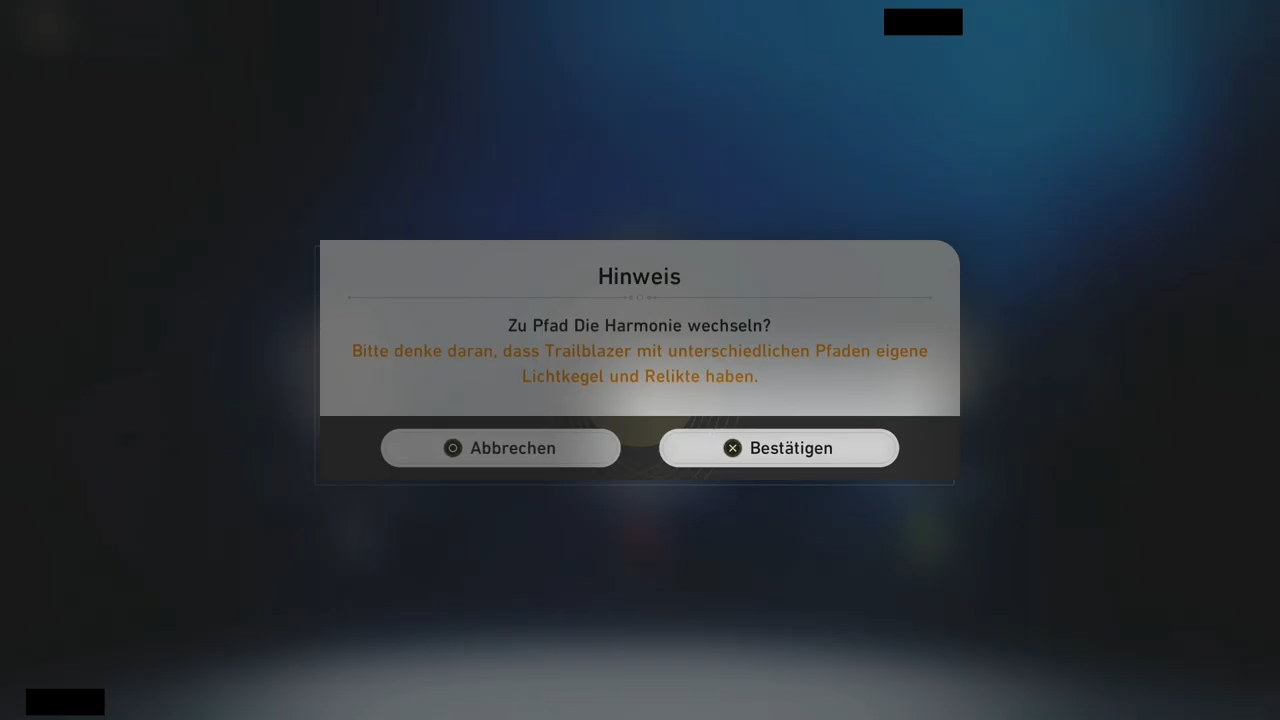 Hinweis
Zu Pfad Die Harmonie wechseln?
Bitte denke daran, dass Trailblazer mit unterschiedlichen Pfaden eigene
Lichtkegel und Relikte haben.
Abbrechen
Bestätigen